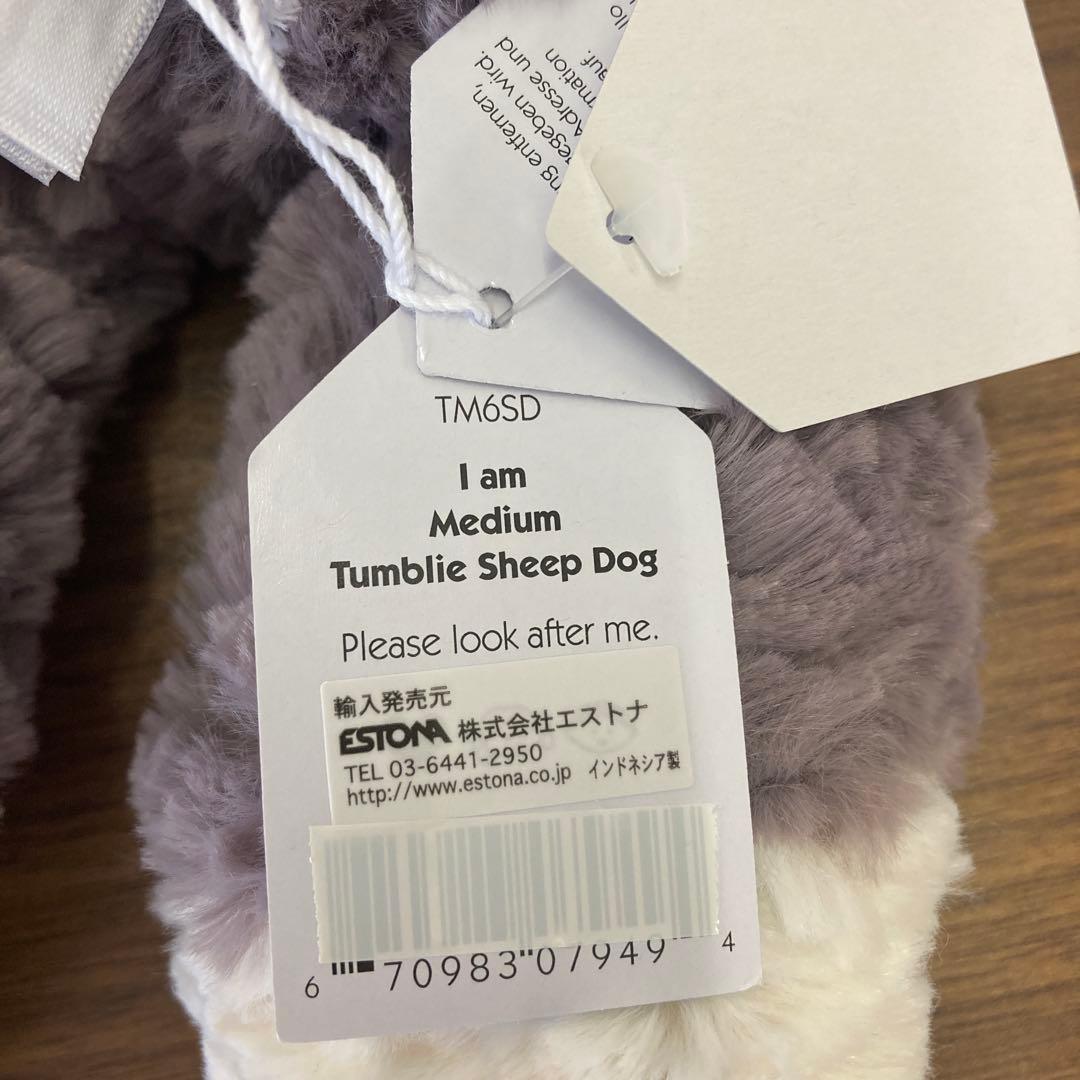 ng entfernen,
gegeben wird.
Adresse und
mation
auf.
TM6SD
I am
Medium
Tumblie Sheep Dog
Please look after me.
輸入発売元
ESTONA 株式会社エストナ
TEL 03-6441-2950
http://www.estona.co.jp インドネシア製
6 70983 07949 4